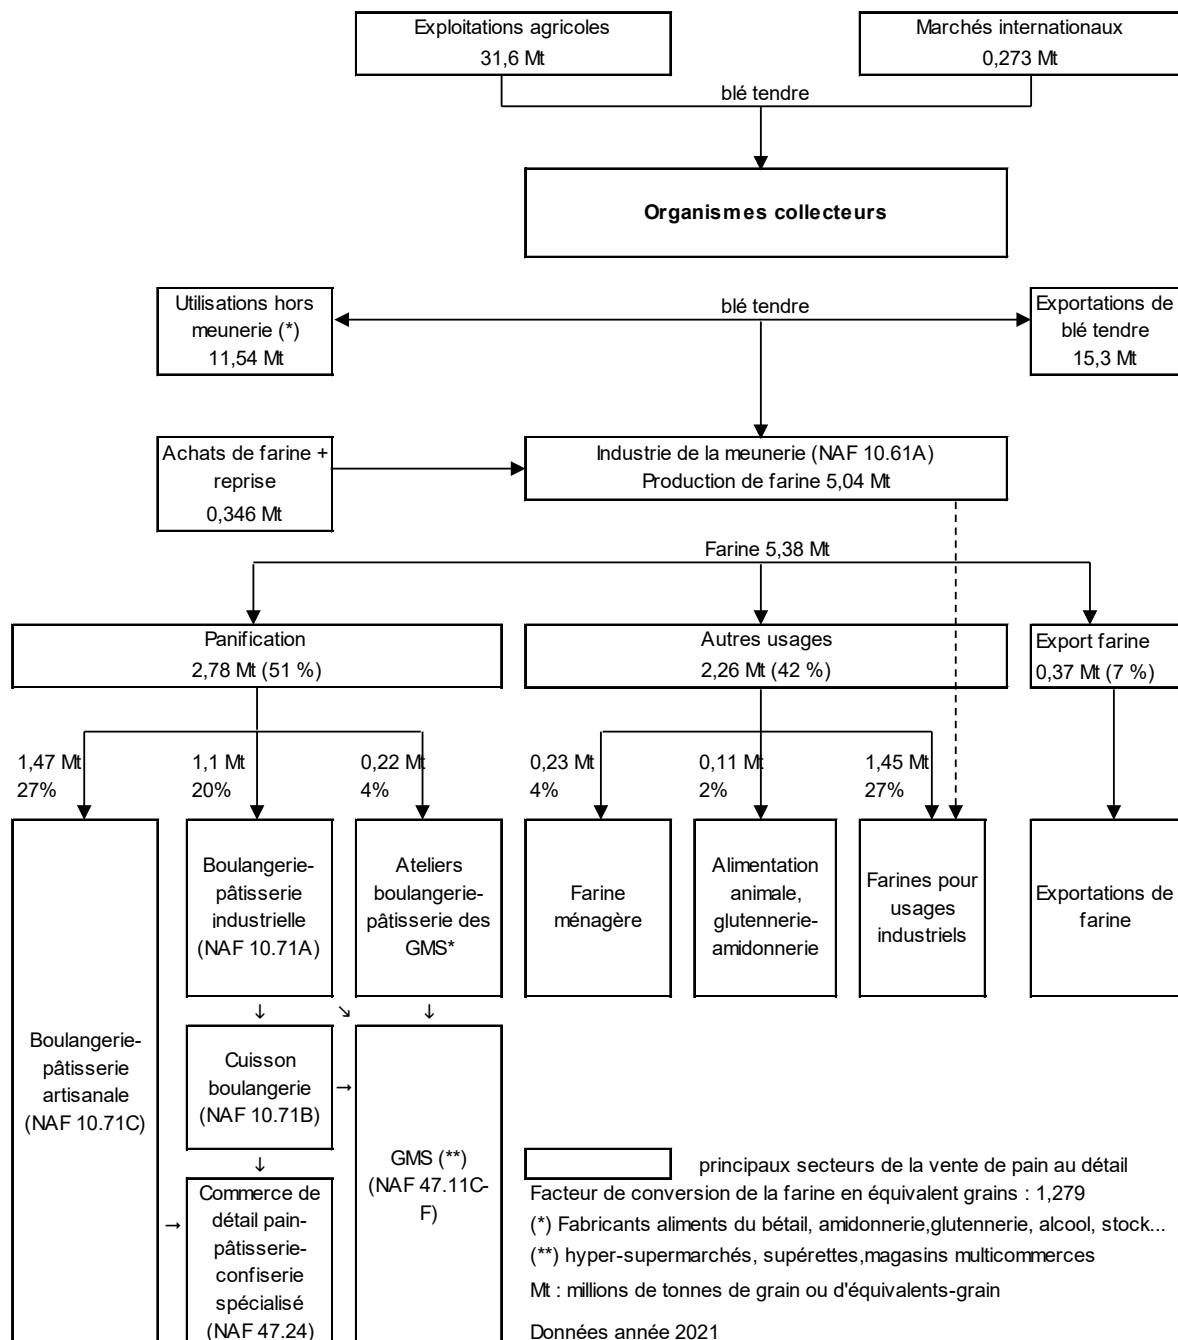 Exploitations agricoles
31,6 Mt
Marchés internationaux
0,273 Mt
blé tendre
Organismes collecteurs
Utilisations hors
meunerie (*)
11,54 Mt
blé tendre
Exportations de
blé tendre
15,3 Mt
Achats de farine +
reprise
0,346 Mt
Industrie de la meunerie (NAF 10.61A)
Production de farine 5,04 Mt
Farine 5,38 Mt
Panification
2,78 Mt (51 %)
Autres usages
2,26 Mt (42 %)
Export farine
0,37 Mt (7 %)
1,47 Mt
27%
1,1 Mt
20%
0,22 Mt
4%
0,23 Mt
4%
0,11 Mt
2%
1,45 Mt
27%
Boulangerie-
pâtisserie
artisanale
(NAF 10.71C)
Boulangerie-
pâtisserie
industrielle
(NAF 10.71A)
Ateliers
boulangerie-
pâtisserie des
GMS*
Farine
ménagère
Alimentation
animale,
glutennerie-
amidonnerie
Farines pour
usages
industriels
Exportations de
farine
↓ ↘ ↓
Cuisson
boulangerie
(NAF 10.71B)
→
↓
GMS (**)
(NAF 47.11C-
F)
→
Commerce de
détail pain-
pâtisserie-
confiserie
spécialisé
(NAF 47.24)
principaux secteurs de la vente de pain au détail
Facteur de conversion de la farine en équivalent grains : 1,279
(*) Fabricants aliments du bétail, amidonnerie,glutennerie, alcool, stock...
(**) hyper-supermarchés, supérettes,magasins multicommerces
Mt : millions de tonnes de grain ou d'équivalents-grain
Données année 2021